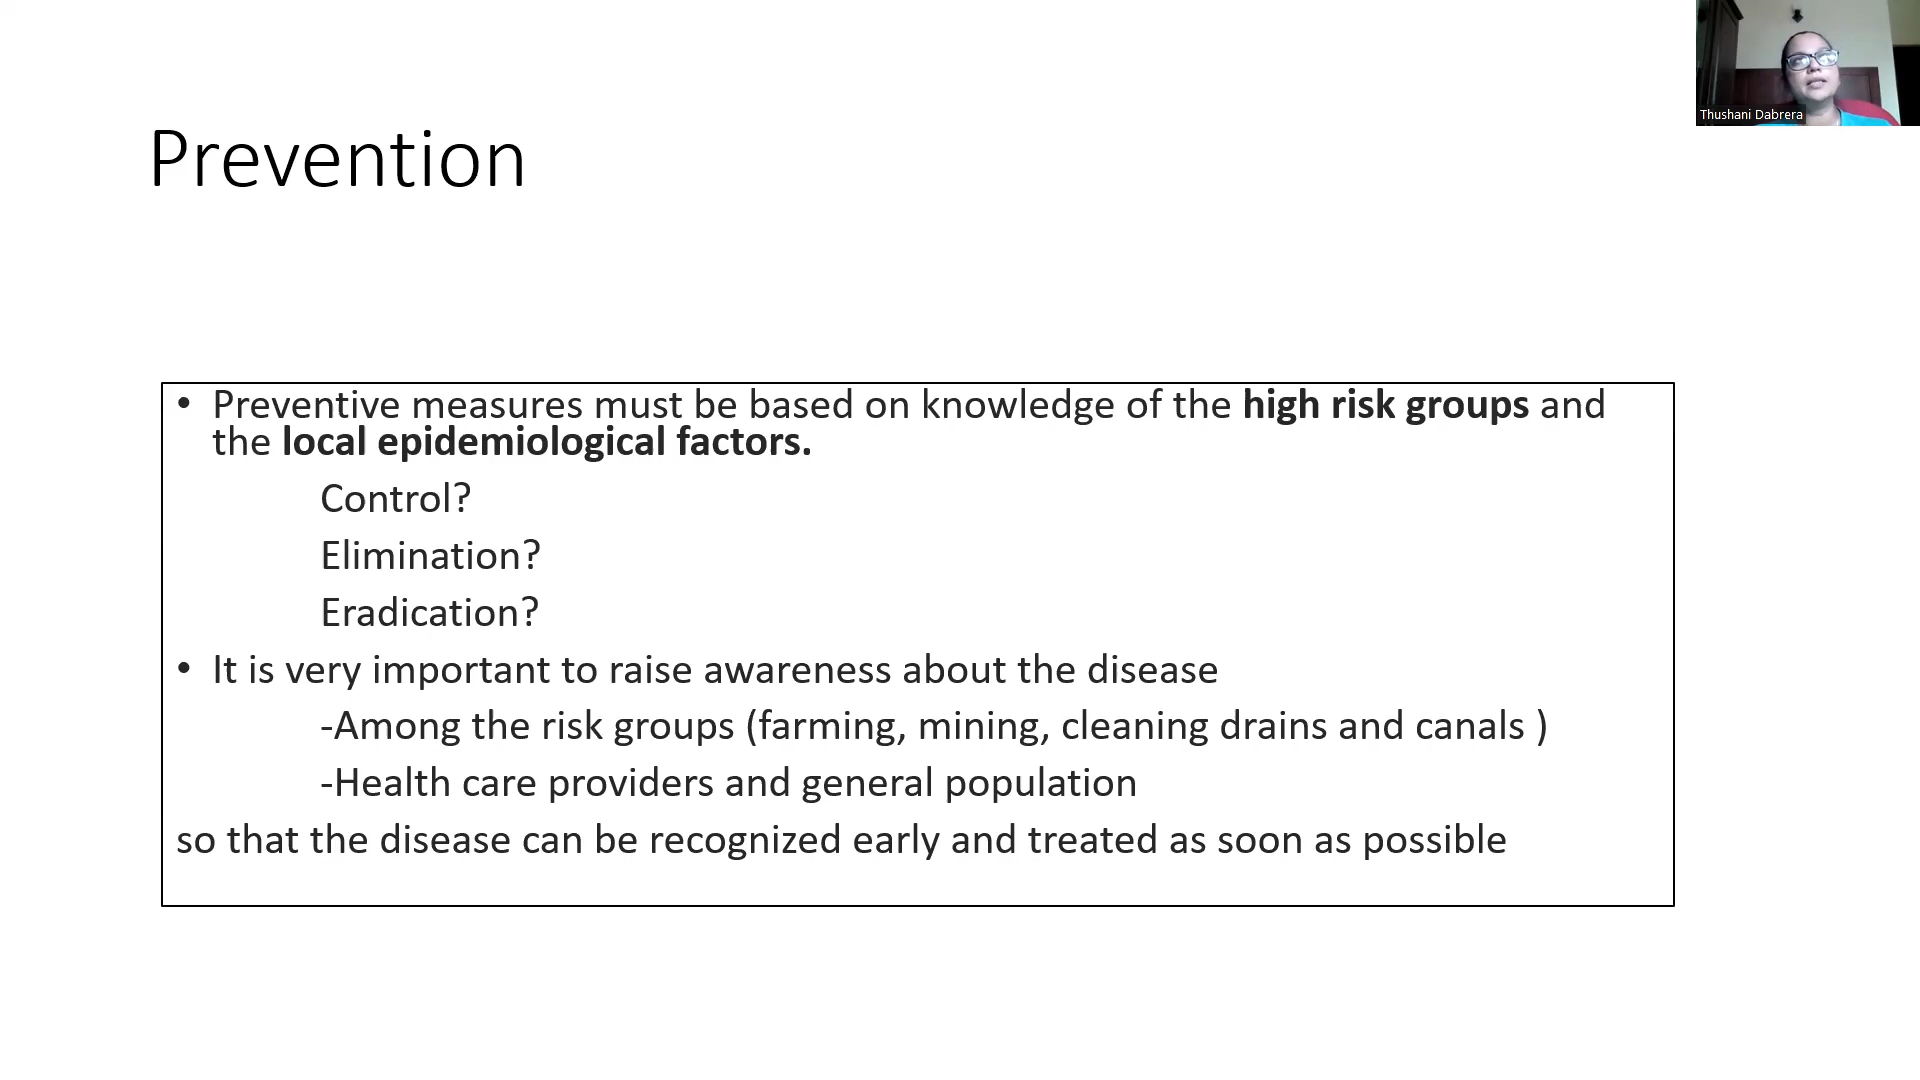 Thushani Dabrera
Prevention
• Preventive measures must be based on knowledge of the high risk groups and
the local epidemiological factors.
Control?
Elimination?
Eradication?
• It is very important to raise awareness about the disease
-Among the risk groups (farming, mining, cleaning drains and canals )
-Health care providers and general population
so that the disease can be recognized early and treated as soon as possible